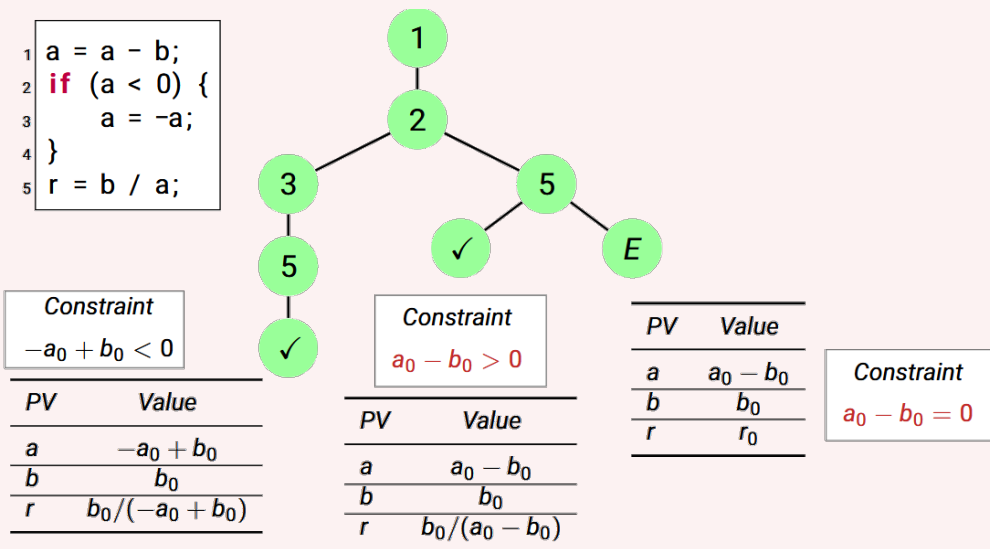 1 a = a - b;
2 if (a < 0) {
3 a = -a;
4 }
5 r = b / a;
1
2
3
5
5
✓
E
✓
Constraint
−a₀ + b₀ < 0
PV Value
a −a₀ + b₀
b b₀
r b₀/(−a₀ + b₀)
Constraint
a₀ − b₀ > 0
PV Value
a a₀ − b₀
b b₀
r b₀/(a₀ − b₀)
PV Value
a a₀ − b₀
b b₀
r r₀
Constraint
a₀ − b₀ = 0